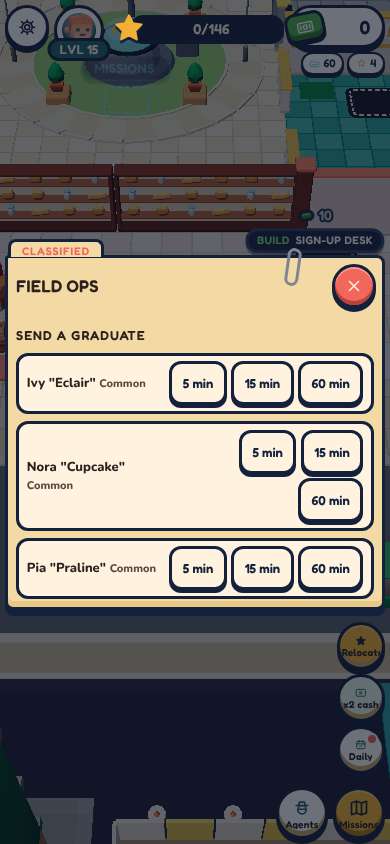 LVL 15
0/146
0
60
4
MISSIONS
10
BUILD SIGN-UP DESK
CLASSIFIED
FIELD OPS
SEND A GRADUATE
Ivy "Eclair" Common
5 min
15 min
60 min
Nora "Cupcake"
Common
5 min
15 min
60 min
Pia "Praline" Common
5 min
15 min
60 min
Relocate
x2 cash
Daily
Agents
Missions